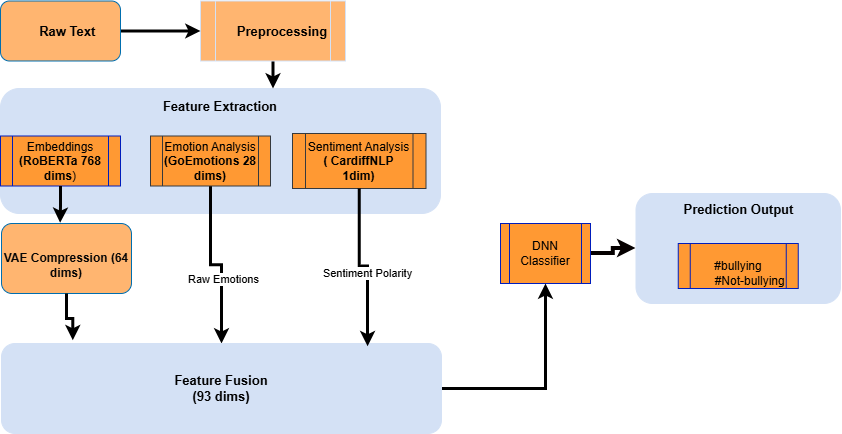 Raw Text
Preprocessing
Feature Extraction
Embeddings
(RoBERTa 768
dims)
Emotion Analysis
(GoEmotions 28
dims)
Sentiment Analysis
( CardiffNLP
1dim)
VAE Compression (64
dims)
Raw Emotions
Sentiment Polarity
Feature Fusion
(93 dims)
DNN
Classifier
Prediction Output
#bullying
#Not-bullying